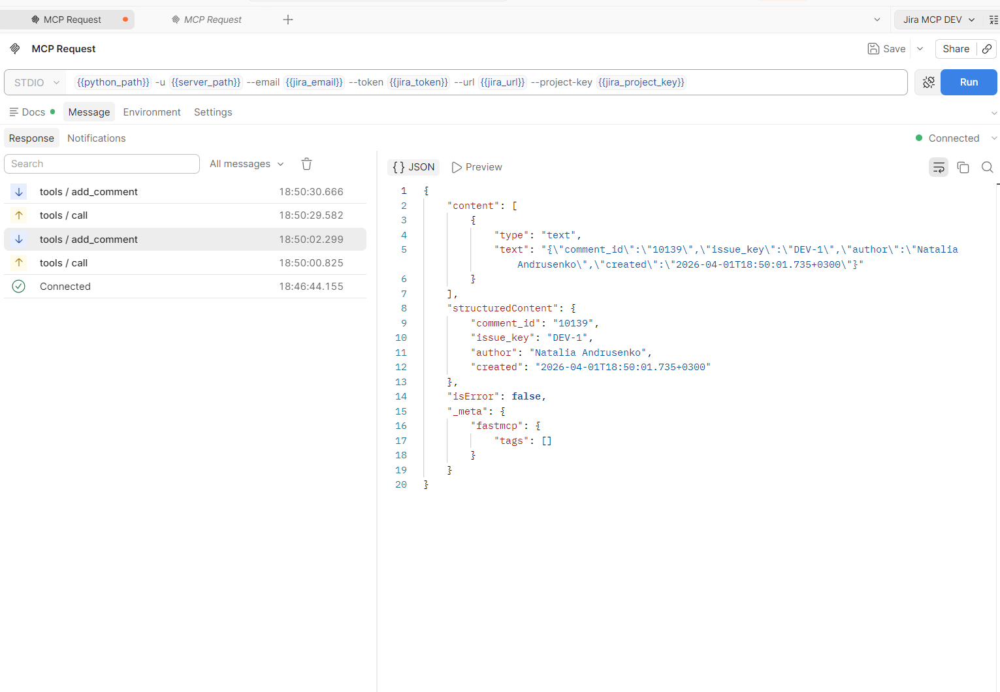 MCP Request
MCP Request
Jira MCP DEV
MCP Request
Save
Share
STDIO {{python_path}} -u {{server_path}} --email {{jira_email}} --token {{jira_token}} --url {{jira_url}} --project-key {{jira_project_key}}
Run
Docs Message Environment Settings
Response Notifications
Connected
Search All messages
tools / add_comment 18:50:30.666
tools / call 18:50:29.582
tools / add_comment 18:50:02.299
tools / call 18:50:00.825
Connected 18:46:44.155
{} JSON Preview
1 {
2 "content": [
3 {
4 "type": "text",
5 "text": "{\"comment_id\":\"10139\",\"issue_key\":\"DEV-1\",\"author\":\"Natalia
Andrusenko\",\"created\":\"2026-04-01T18:50:01.735+0300\"}"
6 }
7 ],
8 "structuredContent": {
9 "comment_id": "10139",
10 "issue_key": "DEV-1",
11 "author": "Natalia Andrusenko",
12 "created": "2026-04-01T18:50:01.735+0300"
13 },
14 "isError": false,
15 "_meta": {
16 "fastmcp": {
17 "tags": []
18 }
19 }
20 }